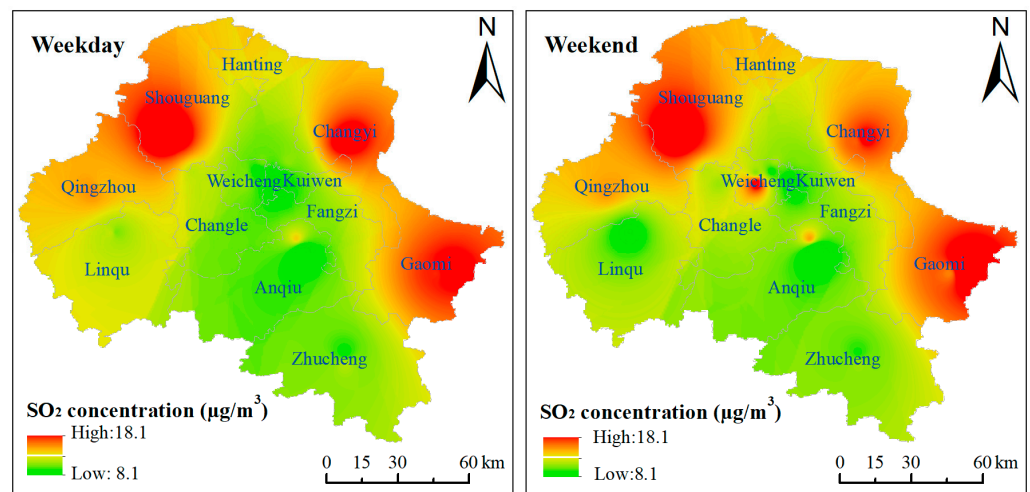 Weekday
N
Hanting
Shouguang
Changyi
Qingzhou
WeichengKuiwen
Changle
Fangzi
Linqu
Gaomi
Anqiu
Zhucheng
SO2 concentration (μg/m³)
High:18.1
Low: 8.1
0 15 30 60 km
Weekend
N
Hanting
Shouguang
Changyi
Qingzhou
WeichengKuiwen
Changle
Fangzi
Linqu
Gaomi
Anqiu
Zhucheng
SO2 concentration (μg/m³)
High:18.1
Low: 8.1
0 15 30 60 km